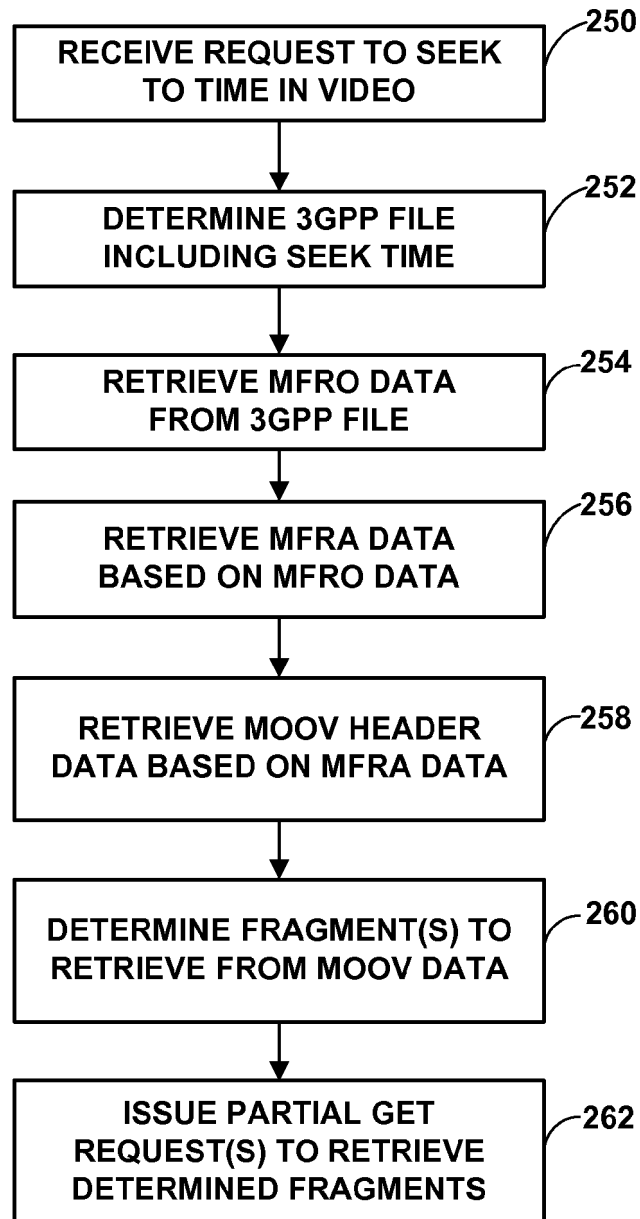 250
RECEIVE REQUEST TO SEEK
TO TIME IN VIDEO
252
DETERMINE 3GPP FILE
INCLUDING SEEK TIME
254
RETRIEVE MFRO DATA
FROM 3GPP FILE
256
RETRIEVE MFRA DATA
BASED ON MFRO DATA
258
RETRIEVE MOOV HEADER
DATA BASED ON MFRA DATA
260
DETERMINE FRAGMENT(S) TO
RETRIEVE FROM MOOV DATA
262
ISSUE PARTIAL GET
REQUEST(S) TO RETRIEVE
DETERMINED FRAGMENTS